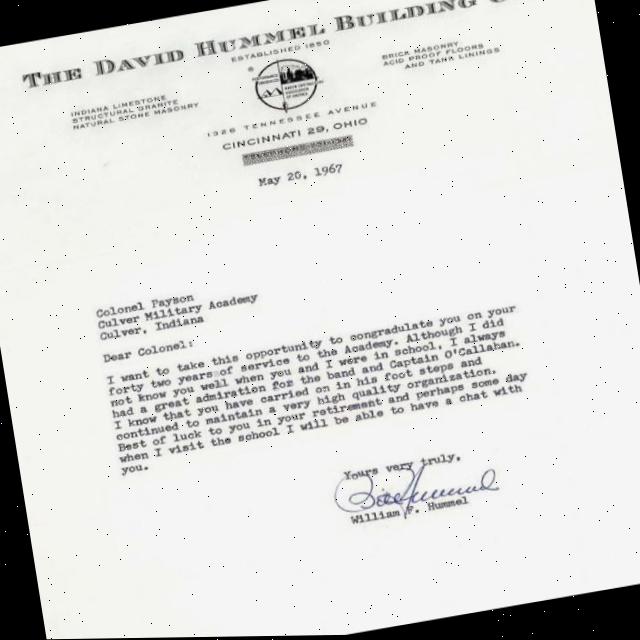 THE DAVID HUMMEL BUILDING
ESTABLISHED 1880
INDIANA LIMESTONE
STRUCTURAL GRANITE
NATURAL STONE MASONRY
BRICK MASONRY
ACID PROOF FLOORS
AND TANK LININGS
1326 TENNESSEE AVENUE
CINCINNATI 29, OHIO
May 20, 1967
Colonel Payson
Culver Military Academy
Culver, Indiana
Dear Colonel:
I want to take this opportunity to congradulate you on your
forty two years of service to the Academy. Although I did
not know you well when you and I were in school, I always
had a great admiration for the band and Captain O'Callahan.
I know that you have carried on in his foot steps and
continued to maintain a very high quality organization.
Best of luck to you in your retirement and perhaps some day
when I visit the school I will be able to have a chat with
you.
Yours very truly,
Bill Hummel
William F. Hummel